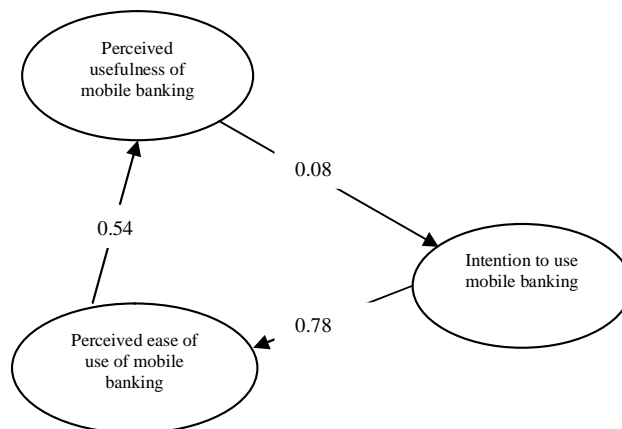 Perceived
usefulness of
mobile banking
0.08
0.54
Intention to use
mobile banking
0.78
Perceived ease of
use of mobile
banking